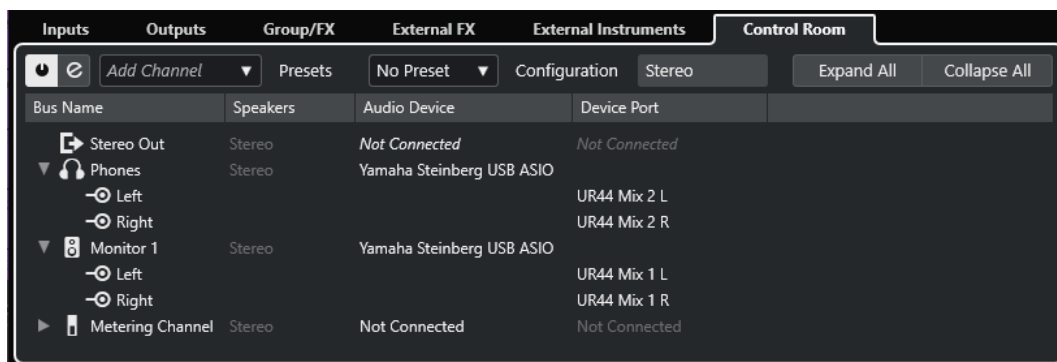 Inputs Outputs Group/FX External FX External Instruments Control Room
Add Channel Presets No Preset Configuration Stereo Expand All Collapse All
Bus Name Speakers Audio Device Device Port
Stereo Out Stereo Not Connected Not Connected
Phones Stereo Yamaha Steinberg USB ASIO
Left UR44 Mix 2 L
Right UR44 Mix 2 R
Monitor 1 Stereo Yamaha Steinberg USB ASIO
Left UR44 Mix 1 L
Right UR44 Mix 1 R
Metering Channel Stereo Not Connected Not Connected